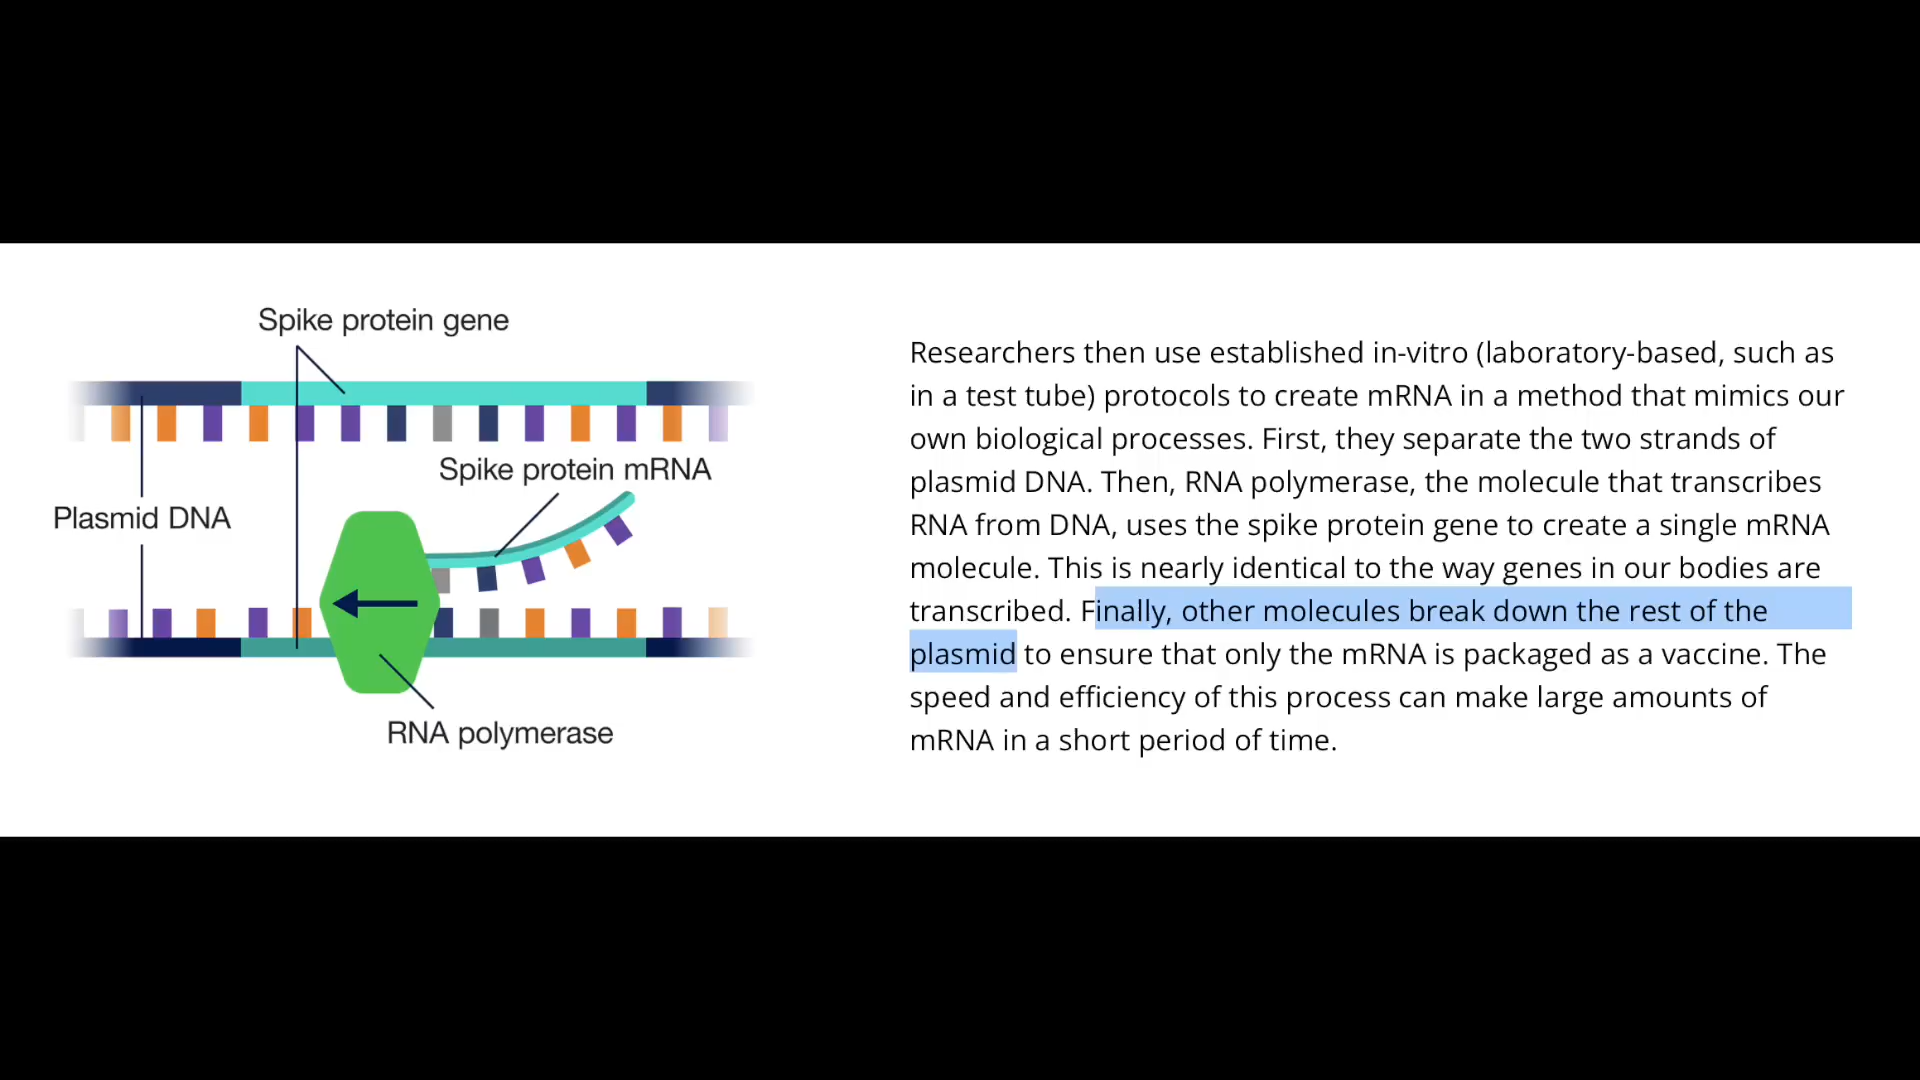 Spike protein gene
Spike protein mRNA
Plasmid DNA
RNA polymerase
Researchers then use established in-vitro (laboratory-based, such as
in a test tube) protocols to create mRNA in a method that mimics our
own biological processes. First, they separate the two strands of
plasmid DNA. Then, RNA polymerase, the molecule that transcribes
RNA from DNA, uses the spike protein gene to create a single mRNA
molecule. This is nearly identical to the way genes in our bodies are
transcribed. Finally, other molecules break down the rest of the
plasmid to ensure that only the mRNA is packaged as a vaccine. The
speed and efficiency of this process can make large amounts of
mRNA in a short period of time.